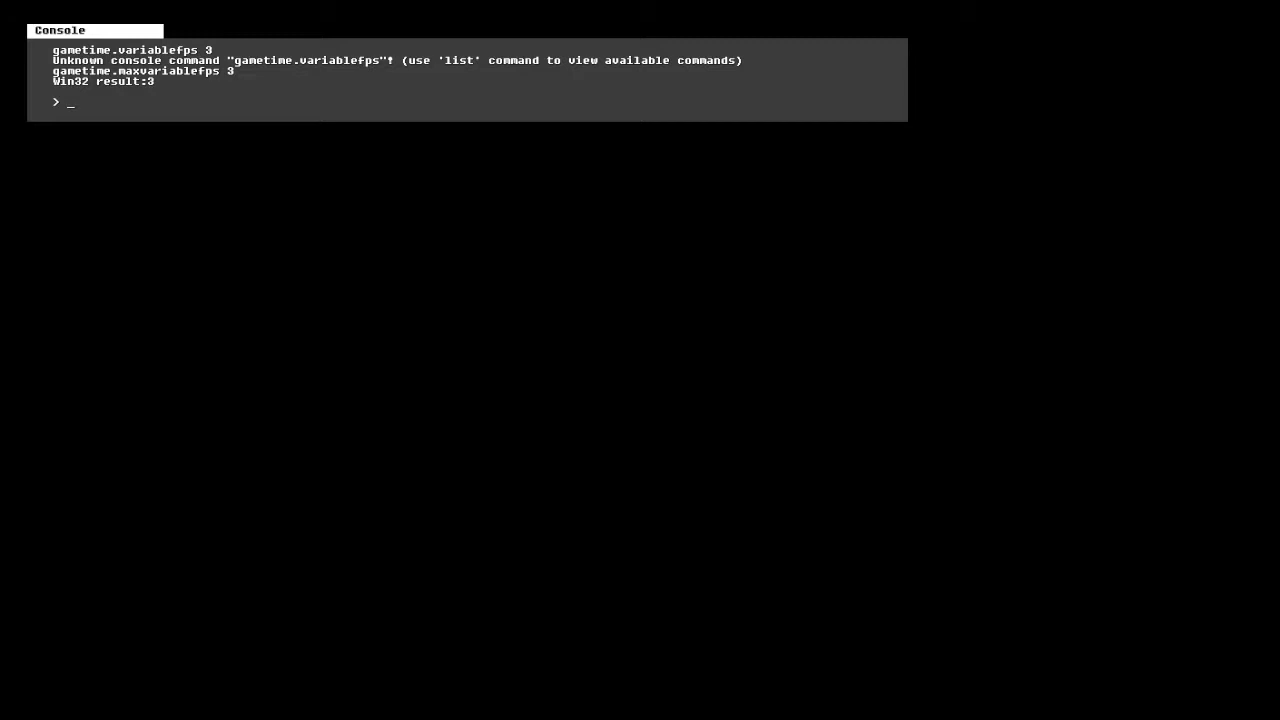 Console
gametime.variablefps 3
Unknown console command "gametime.variablefps"! (use 'list' command to view available commands)
gametime.maxvariablefps 3
Win32 result:3
> _